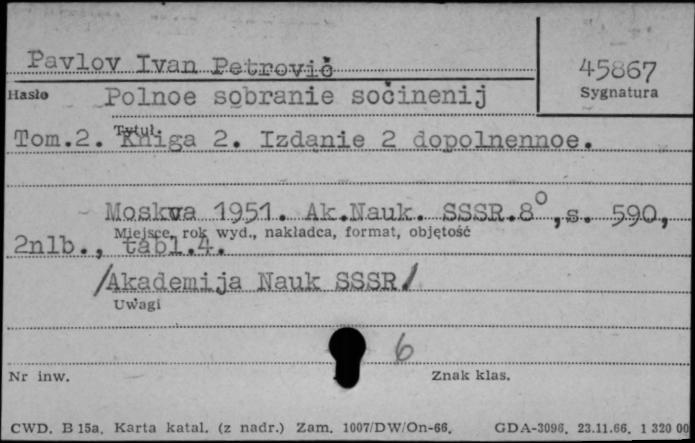 Pavlov Ivan Petrovič
45867
Hasło
Sygnatura
Polnoe sobranie sočinenij
Tytuł
Tom.2. Kniga 2. Izdanie 2 dopolnennoe.
Moskva 1951. Ak.Nauk. SSSR.8⁰,s. 590,
Miejsce, rok wyd., nakładca, format, objętość
2nlb., tabl.4.
/Akademija Nauk SSSR/
Uwagi
6
Nr inw.
Znak klas.
CWD. B 15a. Karta katal. (z nadr.) Zam. 1007/DW/On-66. GDA-3096. 23.11.66. 1 320 00